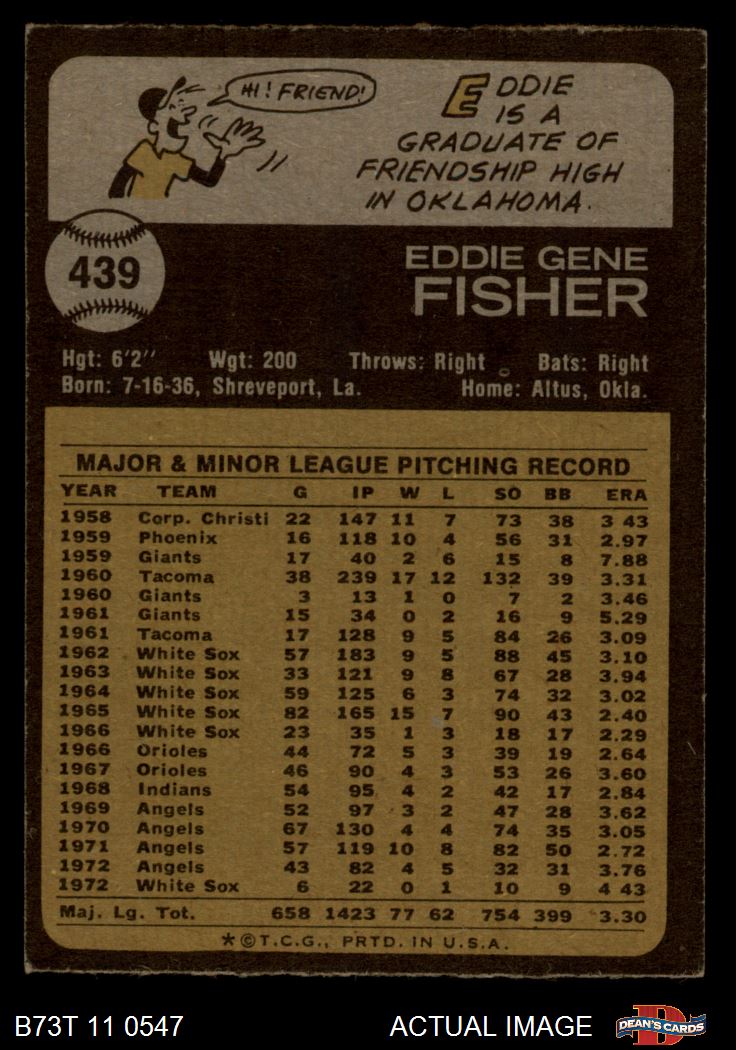 HI! FRIEND!
EDDIE
IS A
GRADUATE OF
FRIENDSHIP HIGH
IN OKLAHOMA.
439
EDDIE GENE
FISHER
Hgt: 6'2" Wgt: 200 Throws: Right Bats: Right
Born: 7-16-36, Shreveport, La. Home: Altus, Okla.
MAJOR & MINOR LEAGUE PITCHING RECORD
YEAR TEAM G IP W L SO BB ERA
1958 Corp. Christi 22 147 11 7 73 38 3 43
1959 Phoenix 16 118 10 4 56 31 2.97
1959 Giants 17 40 2 6 15 8 7.88
1960 Tacoma 38 239 17 12 132 39 3.31
1960 Giants 3 13 1 0 7 2 3.46
1961 Giants 15 34 0 2 16 9 5.29
1961 Tacoma 17 128 9 5 84 26 3.09
1962 White Sox 57 183 9 5 88 45 3.10
1963 White Sox 33 121 9 8 67 28 3.94
1964 White Sox 59 125 6 3 74 32 3.02
1965 White Sox 82 165 15 7 90 43 2.40
1966 White Sox 23 35 1 3 18 17 2.29
1966 Orioles 44 72 5 3 39 19 2.64
1967 Orioles 46 90 4 3 53 26 3.60
1968 Indians 54 95 4 2 42 17 2.84
1969 Angels 52 97 3 2 47 28 3.62
1970 Angels 67 130 4 4 74 35 3.05
1971 Angels 57 119 10 8 82 50 2.72
1972 Angels 43 82 4 5 32 31 3.76
1972 White Sox 6 22 0 1 10 9 4 43
Maj. Lg. Tot. 658 1423 77 62 754 399 3.30
*©T.C.G., PRTD. IN U.S.A.
B73T 11 0547 ACTUAL IMAGE D DEAN'S CARDS